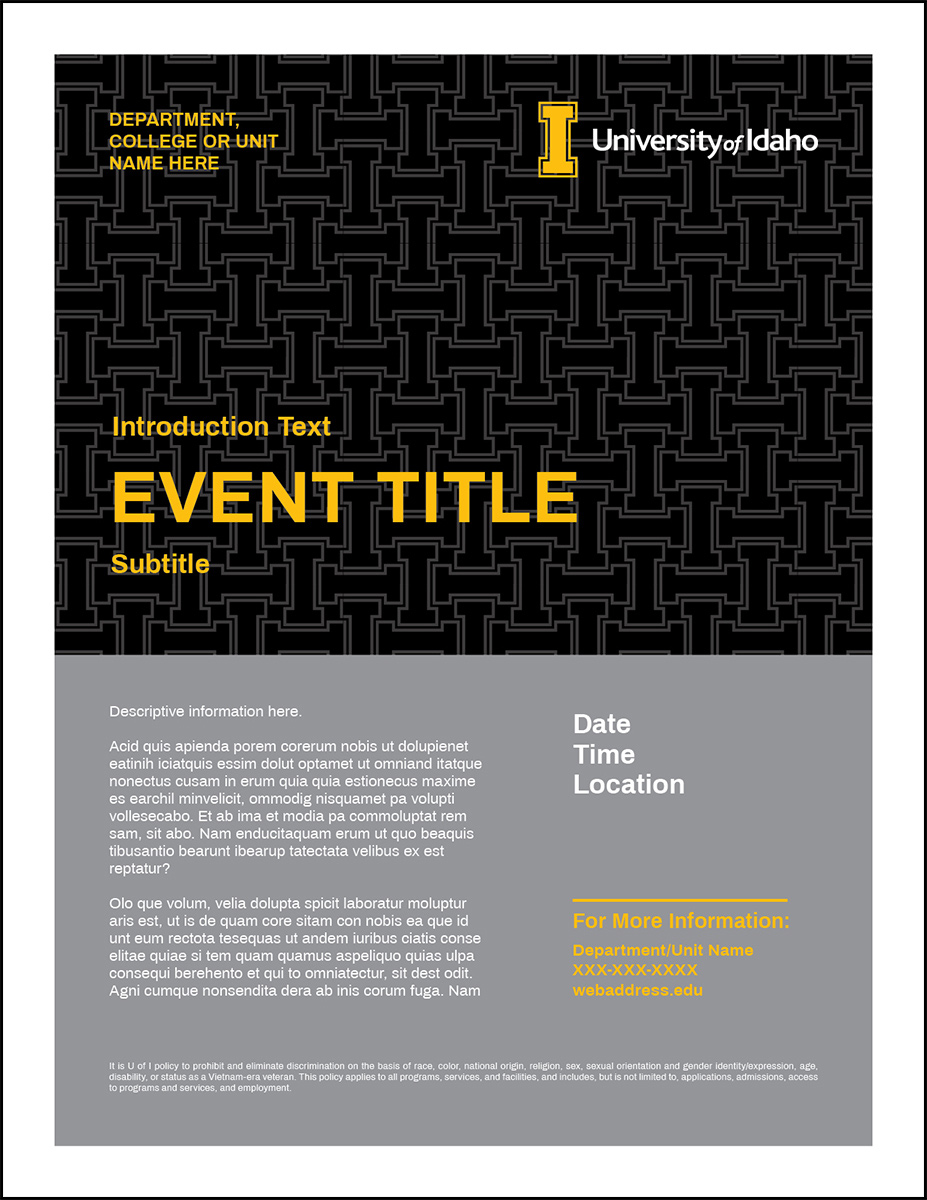 DEPARTMENT,
COLLEGE OR UNIT
NAME HERE
I University of Idaho
Introduction Text
EVENT TITLE
Subtitle
Descriptive information here.
Acid quis apienda porem corerum nobis ut dolupienet
eatinih iciatquis essim dolut optamet ut omniand itatque
nonectus cusam in erum quia quia estionecus maxime
es earchil minvelicit, ommodig nisquamet pa volupti
vollesecabo. Et ab ima et modia pa commoluptat rem
sam, sit abo. Nam enducitaquam erum ut quo beaquis
tibusantio bearunt ibearup tatectata velibus ex est
reptatur?
Olo que volum, velia dolupta spicit laboratur moluptur
aris est, ut is de quam core sitam con nobis ea que id
unt eum rectota tesequas ut andem iuribus ciatis conse
elitae quiae si tem quam quamus aspeliquo quias ulpa
consequi berehento et qui to omniatectur, sit dest odit.
Agni cumque nonsendita dera ab inis corum fuga. Nam
Date
Time
Location
For More Information:
Department/Unit Name
XXX-XXX-XXXX
webaddress.edu
It is U of I policy to prohibit and eliminate discrimination on the basis of race, color, national origin, religion, sex, sexual orientation and gender identity/expression, age,
disability, or status as a Vietnam-era veteran. This policy applies to all programs, services, and facilities, and includes, but is not limited to, applications, admissions, access
to programs and services, and employment.